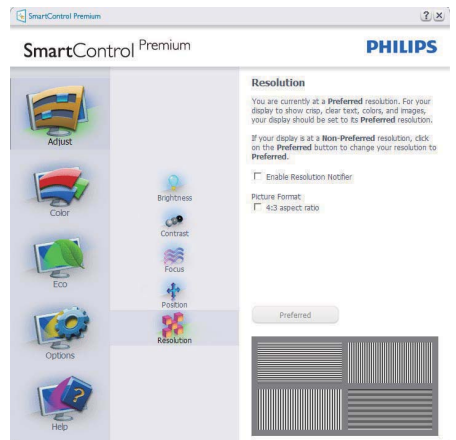 SmartControl Premium
SmartControl Premium
PHILIPS
Adjust
Color
Eco
Options
Help
Brightness
Contrast
Focus
Position
Resolution
Resolution
You are currently at a Preferred resolution. For your
display to show crisp, clear text, colors, and images,
your display should be set to its Preferred resolution.
If your display is at a Non-Preferred resolution, click
on the Preferred button to change your resolution to
Preferred.
Enable Resolution Notifier
Picture Format
4:3 aspect ratio
Preferred